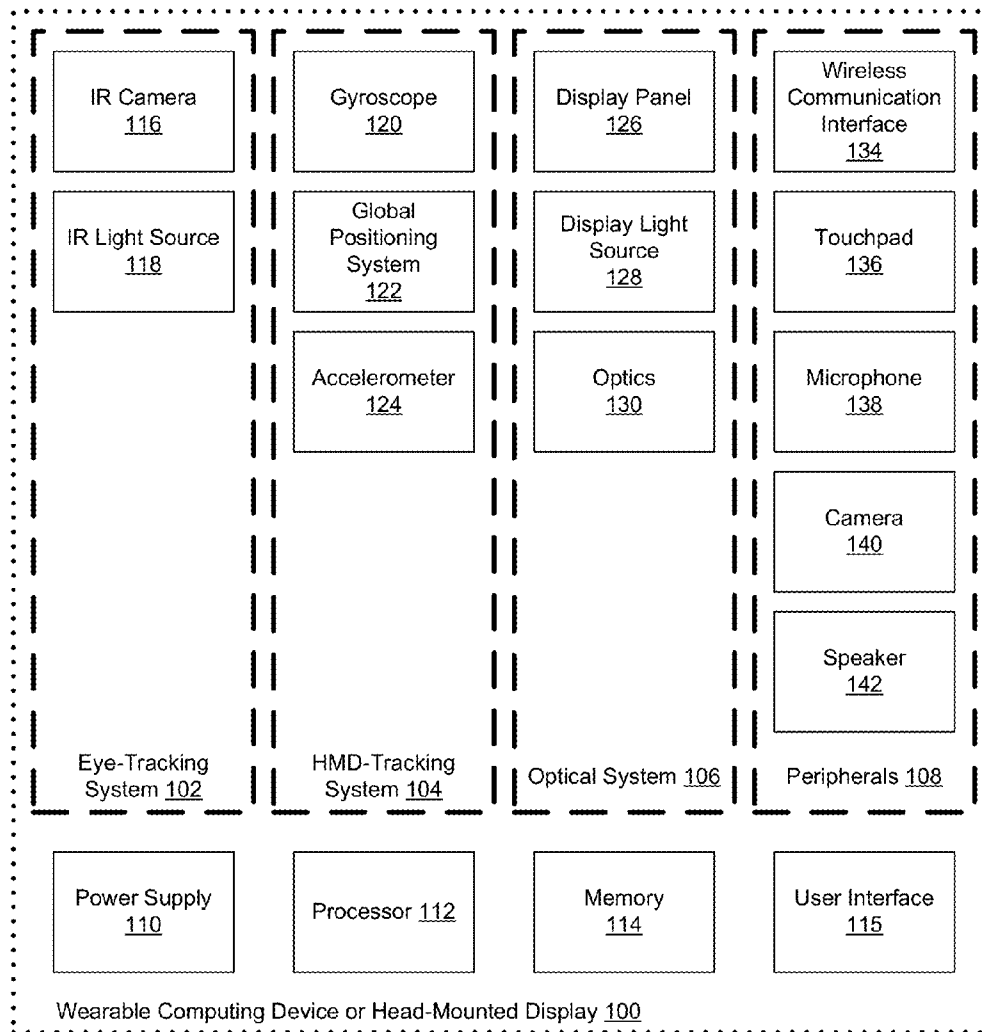 IR Camera
116
IR Light Source
118
Eye-Tracking
System 102
Gyroscope
120
Global
Positioning
System
122
Accelerometer
124
HMD-Tracking
System 104
Display Panel
126
Display Light
Source
128
Optics
130
Optical System 106
Wireless
Communication
Interface
134
Touchpad
136
Microphone
138
Camera
140
Speaker
142
Peripherals 108
Power Supply
110
Processor 112
Memory
114
User Interface
115
Wearable Computing Device or Head-Mounted Display 100